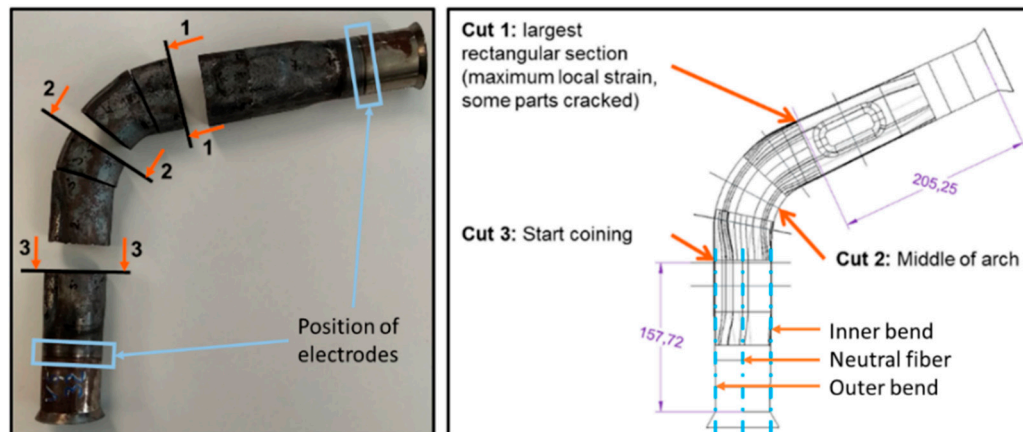 1
2
1
2
3
3
Position of
electrodes
Cut 1: largest
rectangular section
(maximum local strain,
some parts cracked)
205,25
Cut 3: Start coining
Cut 2: Middle of arch
157,72
Inner bend
Neutral fiber
Outer bend